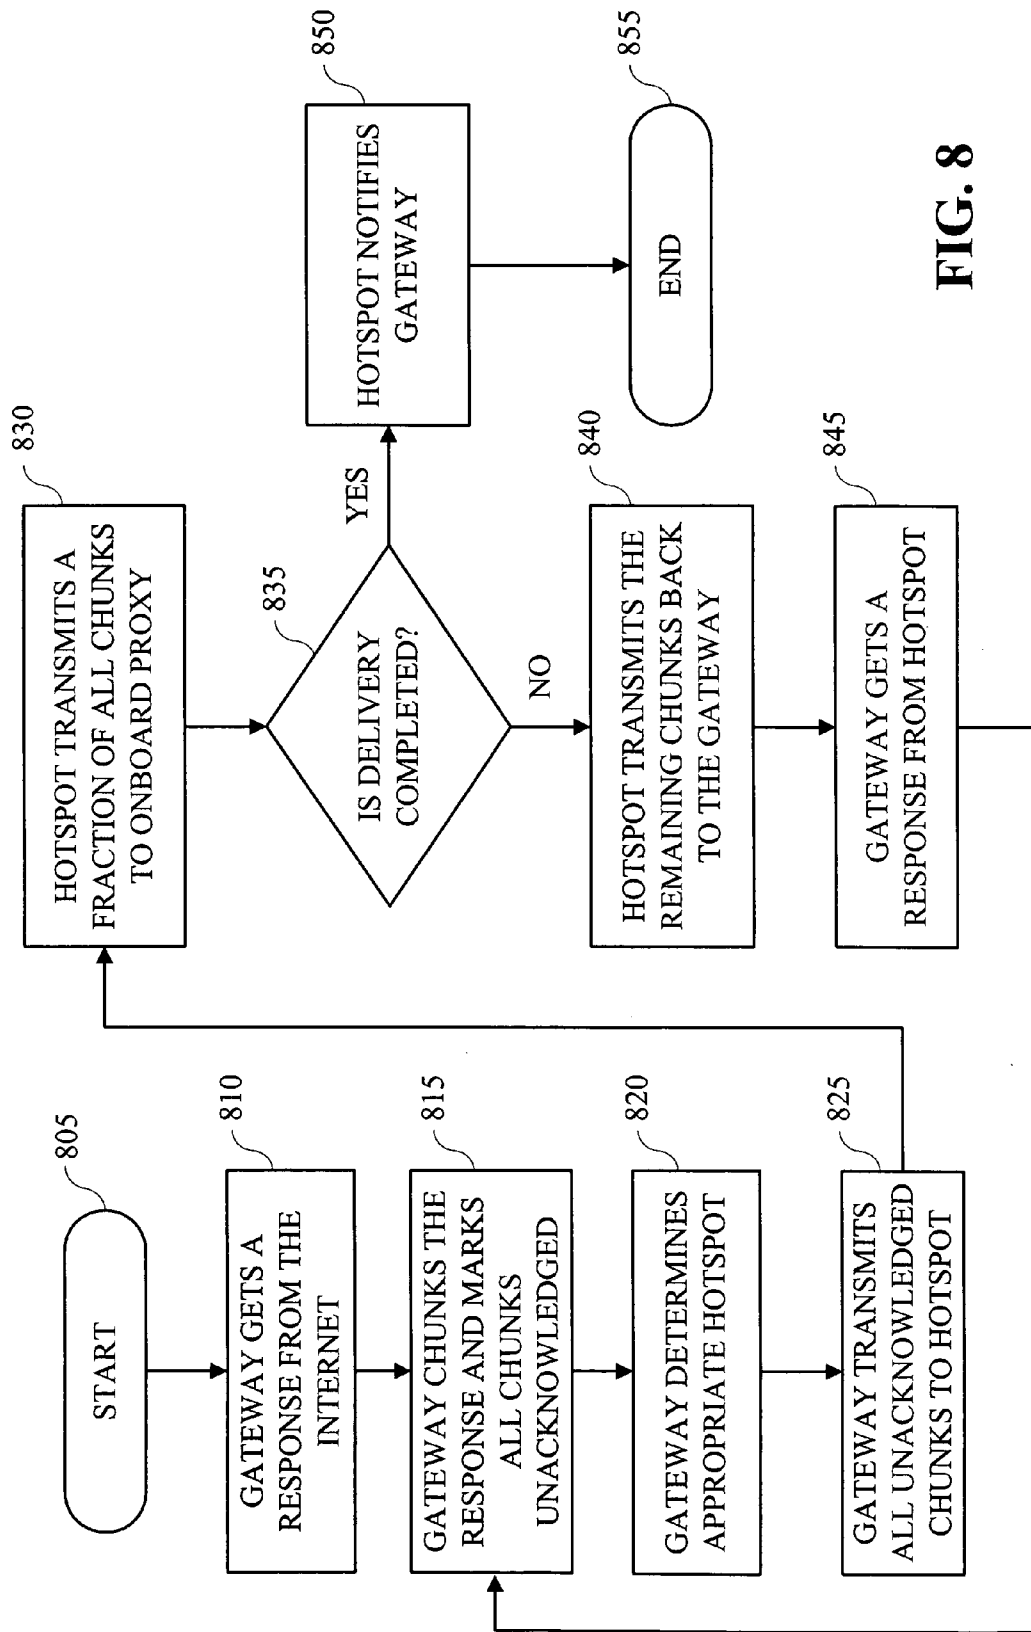 805
START
810
GATEWAY GETS A
RESPONSE FROM THE
INTERNET
815
GATEWAY CHUNKS THE
RESPONSE AND MARKS
ALL CHUNKS
UNACKNOWLEDGED
820
GATEWAY DETERMINES
APPROPRIATE HOTSPOT
825
GATEWAY TRANSMITS
ALL UNACKNOWLEDGED
CHUNKS TO HOTSPOT
830
HOTSPOT TRANSMITS A
FRACTION OF ALL CHUNKS
TO ONBOARD PROXY
835
IS DELIVERY
COMPLETED?
YES
NO
840
HOTSPOT TRANSMITS THE
REMAINING CHUNKS BACK
TO THE GATEWAY
845
GATEWAY GETS A
RESPONSE FROM HOTSPOT
850
HOTSPOT NOTIFIES
GATEWAY
855
END
FIG. 8